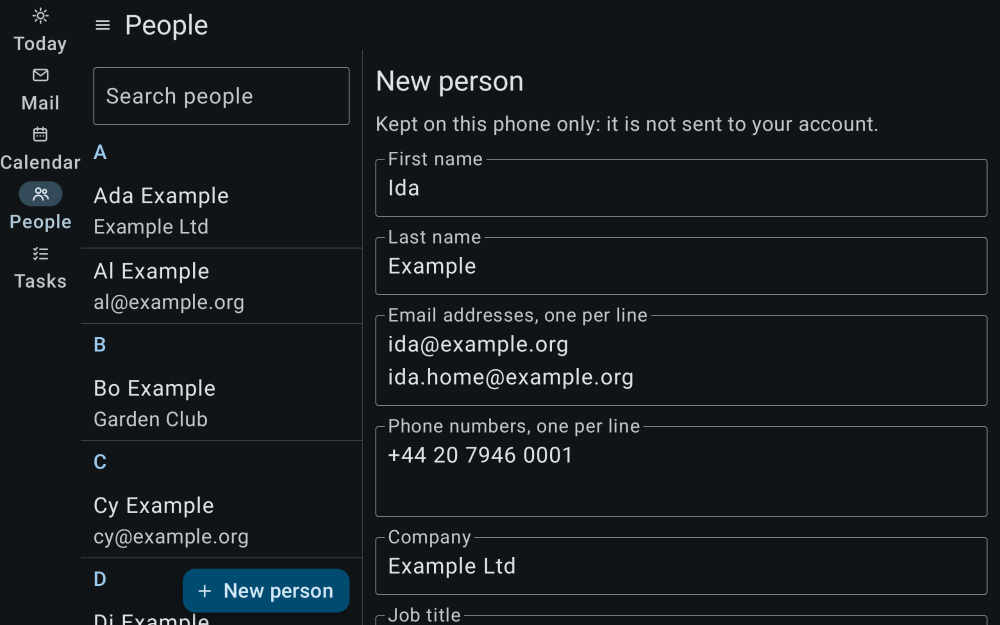 Today
Mail
Calendar
People
Tasks
People
Search people
A
Ada Example
Example Ltd
Al Example
al@example.org
B
Bo Example
Garden Club
C
Cy Example
cy@example.org
D
Di Example
+ New person
New person
Kept on this phone only: it is not sent to your account.
First name
Ida
Last name
Example
Email addresses, one per line
ida@example.org
ida.home@example.org
Phone numbers, one per line
+44 20 7946 0001
Company
Example Ltd
Job title